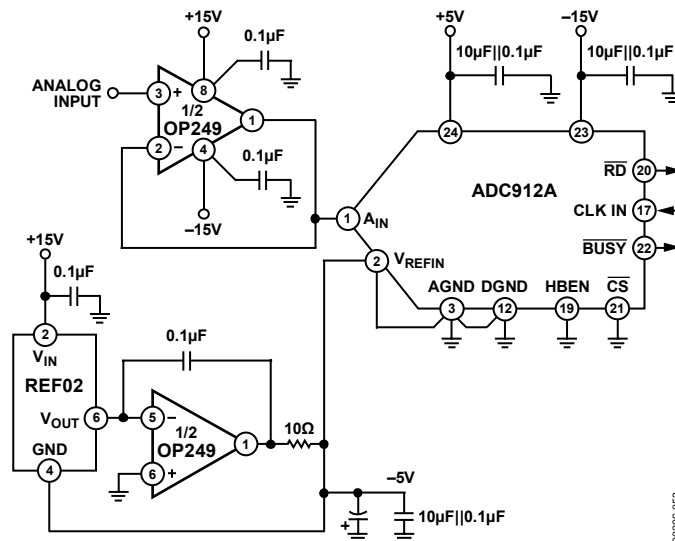 +15V
0.1µF
ANALOG
INPUT
3
+
8
1/2
OP249
1
2
–
4
0.1µF
–15V
+5V
10µF||0.1µF
–15V
10µF||0.1µF
24
23
ADC912A
RD
20
CLK IN
17
BUSY
22
1
AIN
2
VREFIN
AGND
DGND
HBEN
CS
3
12
19
21
+15V
0.1µF
2
VIN
REF02
VOUT
6
GND
4
0.1µF
5
–
1/2
OP249
1
6
+
10Ω
–5V
+
10µF||0.1µF